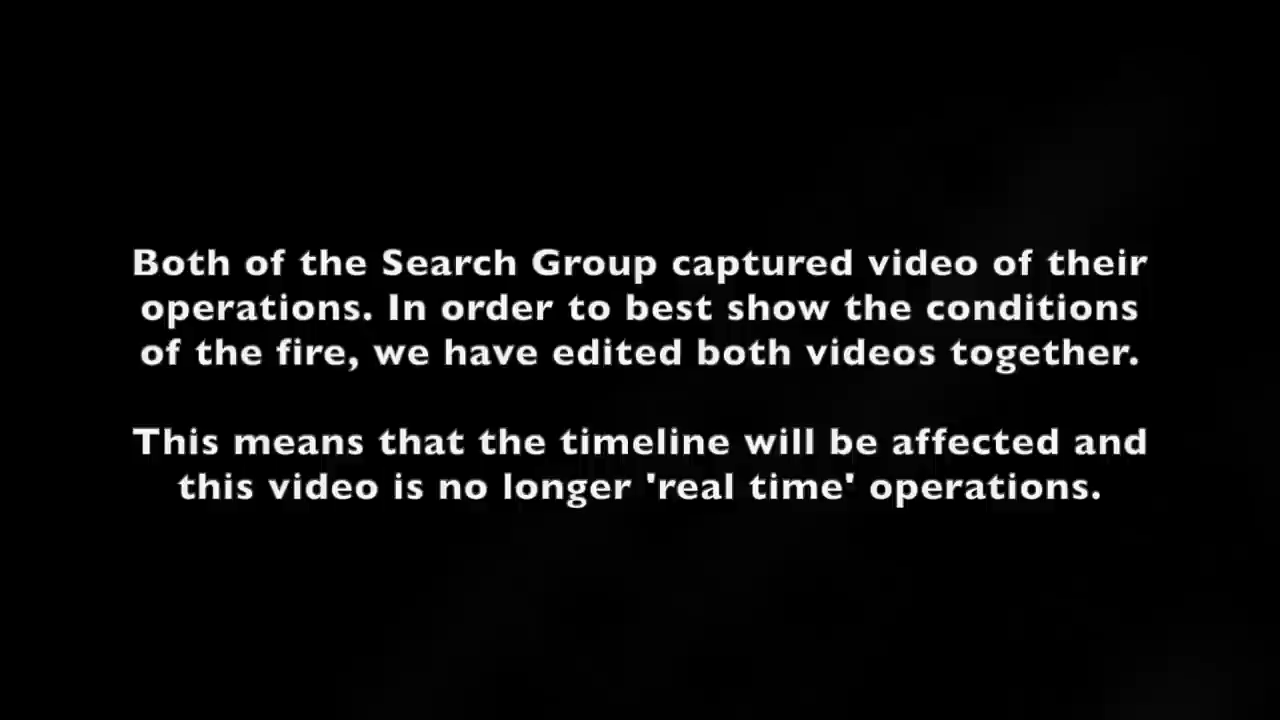 Both of the Search Group captured video of their
operations. In order to best show the conditions
of the fire, we have edited both videos together.
This means that the timeline will be affected and
this video is no longer 'real time' operations.